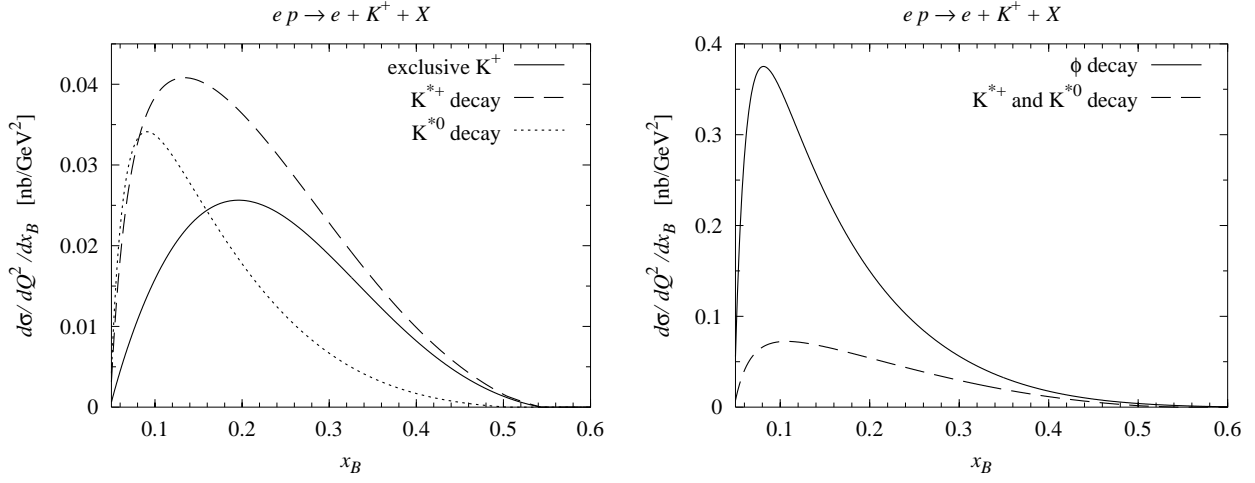 e p → e + K⁺ + X
exclusive K⁺
K*⁺ decay
K*⁰ decay
dσ/ dQ² /dx_B [nb/GeV²]
0.04
0.03
0.02
0.01
0
0.1 0.2 0.3 0.4 0.5 0.6
x_B
e p → e + K⁺ + X
ϕ decay
K*⁺ and K*⁰ decay
dσ/ dQ² /dx_B [nb/GeV²]
0.4
0.3
0.2
0.1
0
0.1 0.2 0.3 0.4 0.5 0.6
x_B